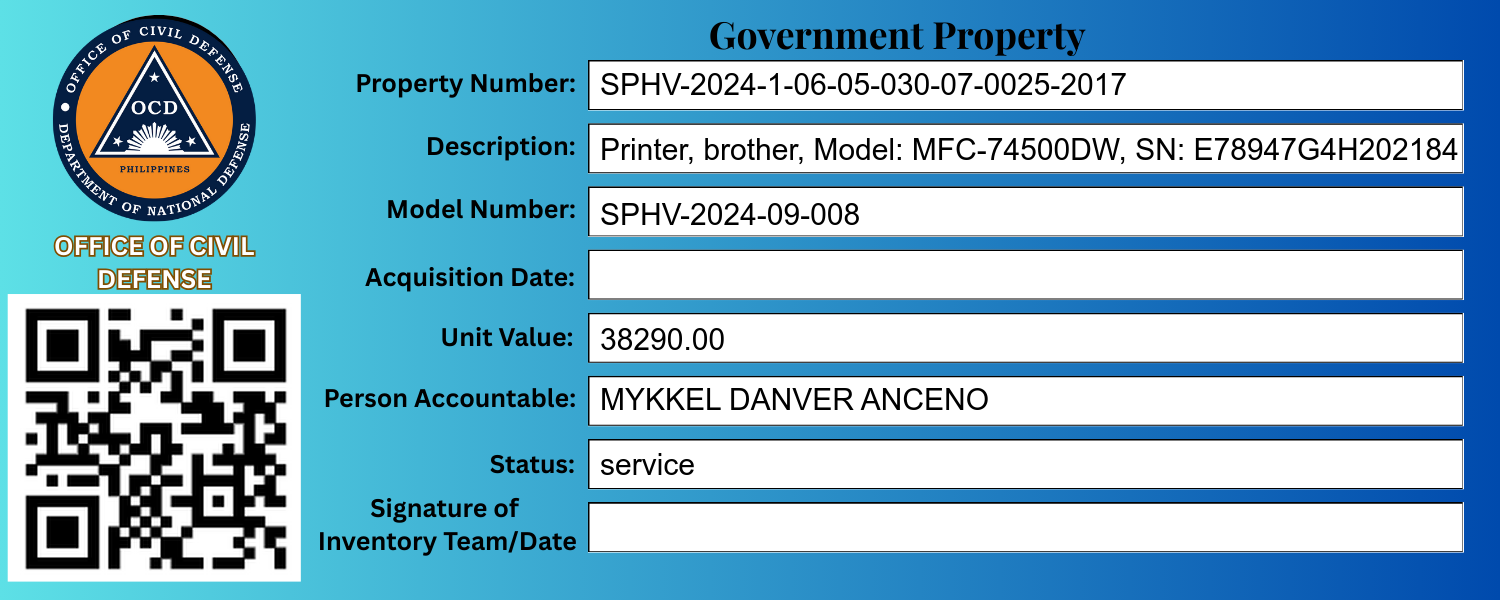 Government Property
OFFICE OF CIVIL DEFENSE
OCD
PHILIPPINES
DEPARTMENT OF NATIONAL DEFENSE
OFFICE OF CIVIL
DEFENSE
Property Number: SPHV-2024-1-06-05-030-07-0025-2017
Description: Printer, brother, Model: MFC-74500DW, SN: E78947G4H202184
Model Number: SPHV-2024-09-008
Acquisition Date:
Unit Value: 38290.00
Person Accountable: MYKKEL DANVER ANCENO
Status: service
Signature of
Inventory Team/Date